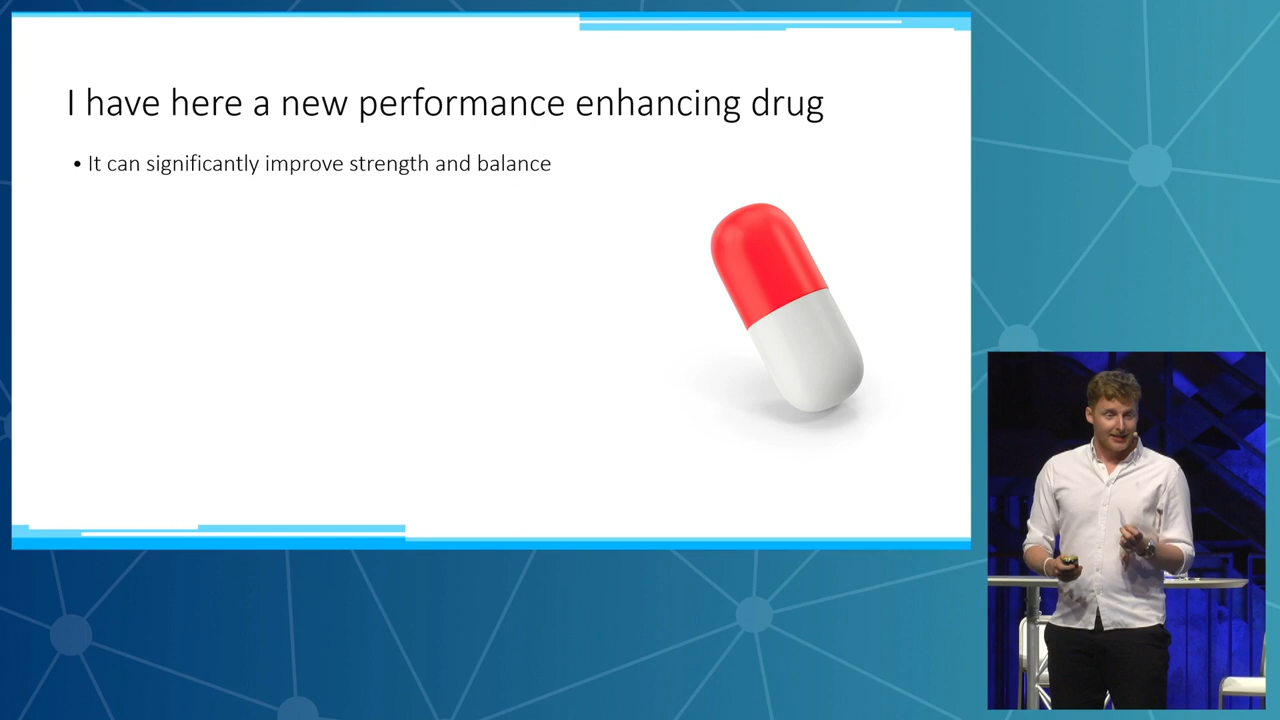 I have here a new performance enhancing drug
• It can significantly improve strength and balance